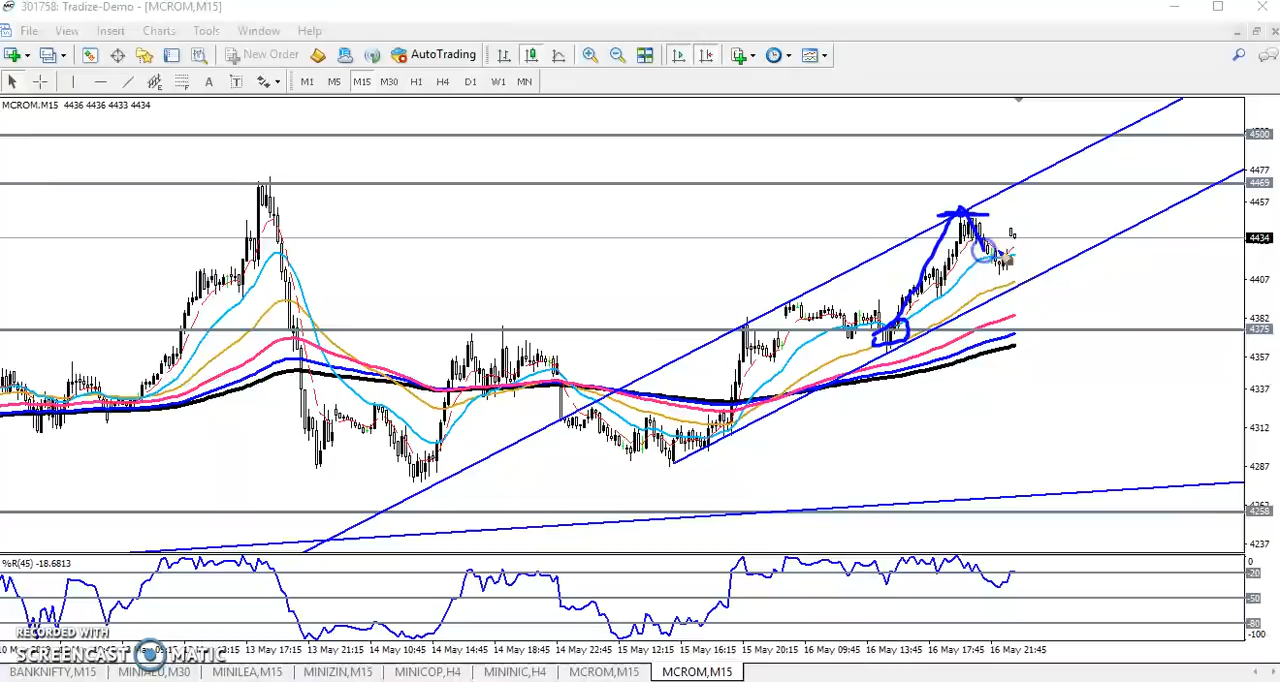 301758: Tradize-Demo - [MCROM,M15]
File View Insert Charts Tools Window Help
New Order AutoTrading
A T M1 M5 M15 M30 H1 H4 D1 W1 MN
MCROM,M15 4436 4436 4433 4434
4500
4477
4469
4457
4434
4407
4382
4375
4357
4337
4312
4287
4258
4237
%R(45) -18.6813
0
-20
-50
-80
-100
RECORDED WITH
SCREENCAST MATIC
13 May 17:15 13 May 21:55 14 May 10:45 14 May 14:45 14 May 18:45 14 May 22:45 15 May 12:15 15 May 16:15 15 May 20:15 16 May 09:45 16 May 13:45 16 May 17:45 16 May 21:45
BANKNIFTY,M15 MINIALU,M30 MINILEA,M15 MINIZIN,M15 MINICOP,H4 MININIC,H4 MCROM,M15 MCROM,M15